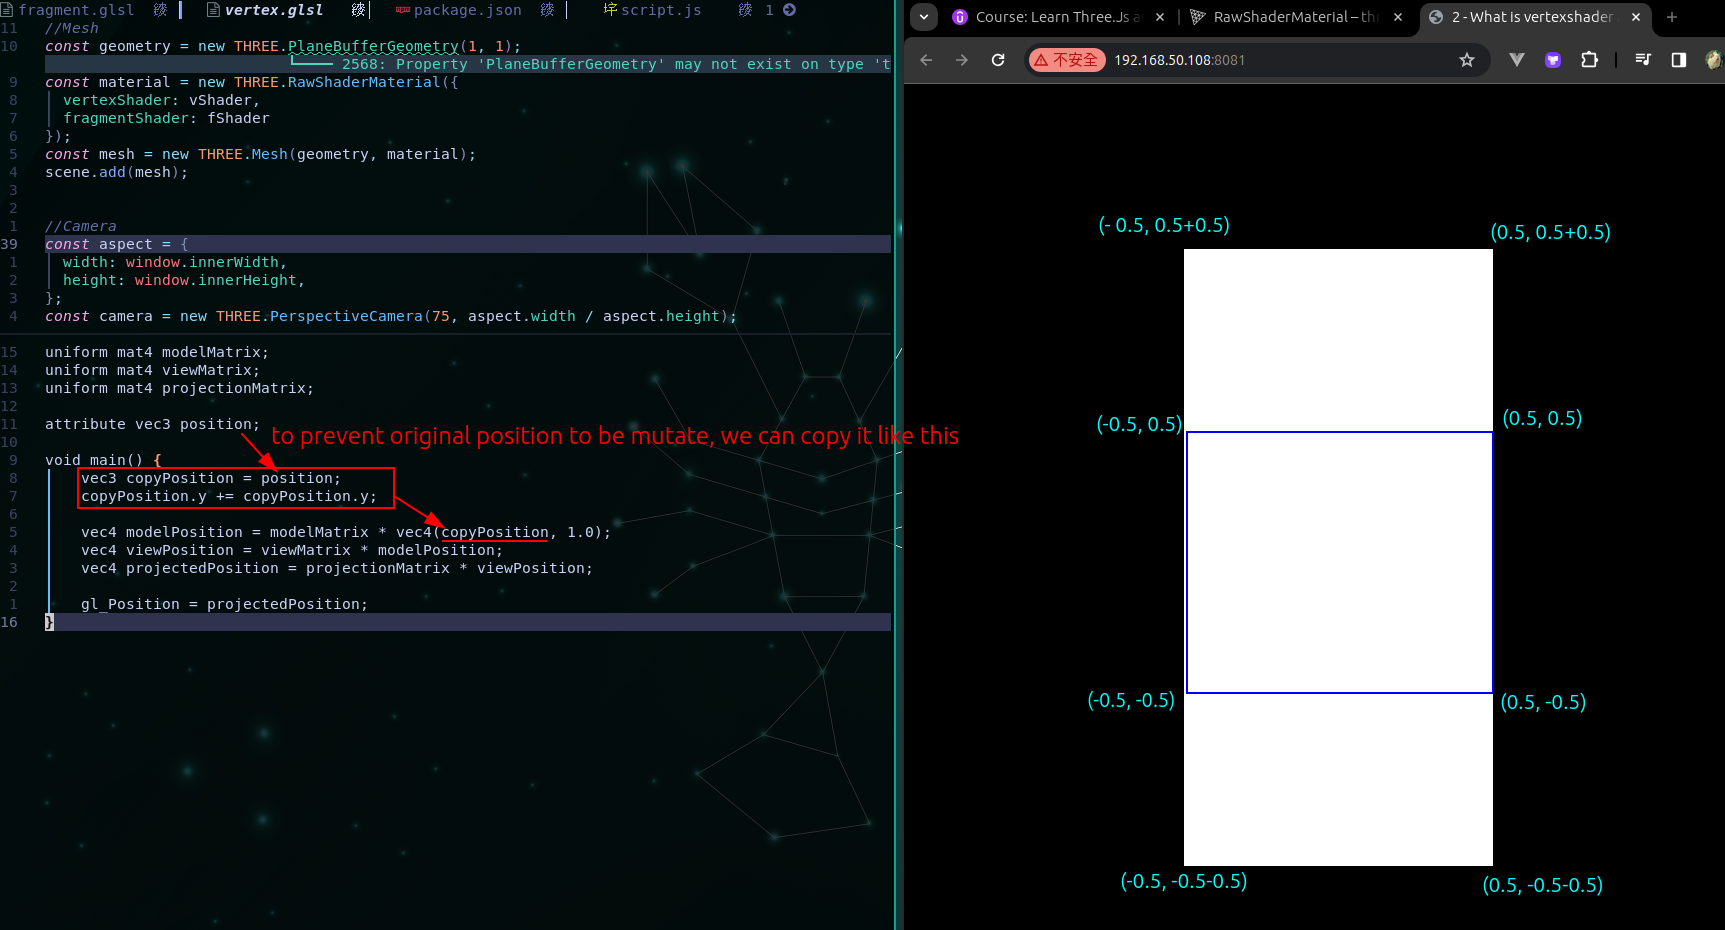 fragment.glsl
vertex.glsl
package.json
script.js
1
11 //Mesh
10 const geometry = new THREE.PlaneBufferGeometry(1, 1);
2568: Property 'PlaneBufferGeometry' may not exist on type 't
9 const material = new THREE.RawShaderMaterial({
8 vertexShader: vShader,
7 fragmentShader: fShader
6 });
5 const mesh = new THREE.Mesh(geometry, material);
4 scene.add(mesh);
3
2
1 //Camera
39 const aspect = {
1 width: window.innerWidth,
2 height: window.innerHeight,
3 };
4 const camera = new THREE.PerspectiveCamera(75, aspect.width / aspect.height);
15 uniform mat4 modelMatrix;
14 uniform mat4 viewMatrix;
13 uniform mat4 projectionMatrix;
12
11 attribute vec3 position;
to prevent original position to be mutate, we can copy it like this
10
9 void main() {
8 vec3 copyPosition = position;
7 copyPosition.y += copyPosition.y;
6
5 vec4 modelPosition = modelMatrix * vec4(copyPosition, 1.0);
4 vec4 viewPosition = viewMatrix * modelPosition;
3 vec4 projectedPosition = projectionMatrix * viewPosition;
2
1 gl_Position = projectedPosition;
16 }
Course: Learn Three.Js a
RawShaderMaterial – thr
2 - What is vertexshader
不安全
192.168.50.108:8081
(- 0.5, 0.5+0.5)
(0.5, 0.5+0.5)
(-0.5, 0.5)
(0.5, 0.5)
(-0.5, -0.5)
(0.5, -0.5)
(-0.5, -0.5-0.5)
(0.5, -0.5-0.5)